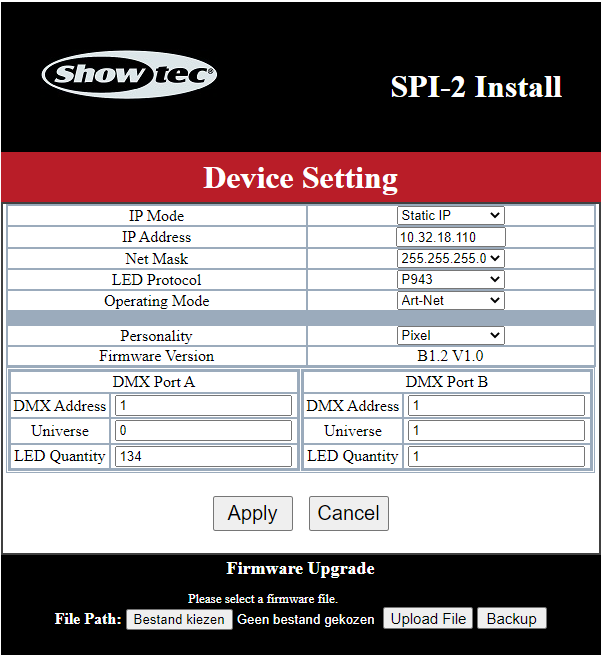 Showtec®
SPI-2 Install
Device Setting
IP Mode Static IP
IP Address 10.32.18.110
Net Mask 255.255.255.0
LED Protocol P943
Operating Mode Art-Net
Personality Pixel
Firmware Version B1.2 V1.0
DMX Port A DMX Port B
DMX Address 1 DMX Address 1
Universe 0 Universe 1
LED Quantity 134 LED Quantity 1
Apply Cancel
Firmware Upgrade
Please select a firmware file.
File Path: Bestand kiezen Geen bestand gekozen Upload File Backup